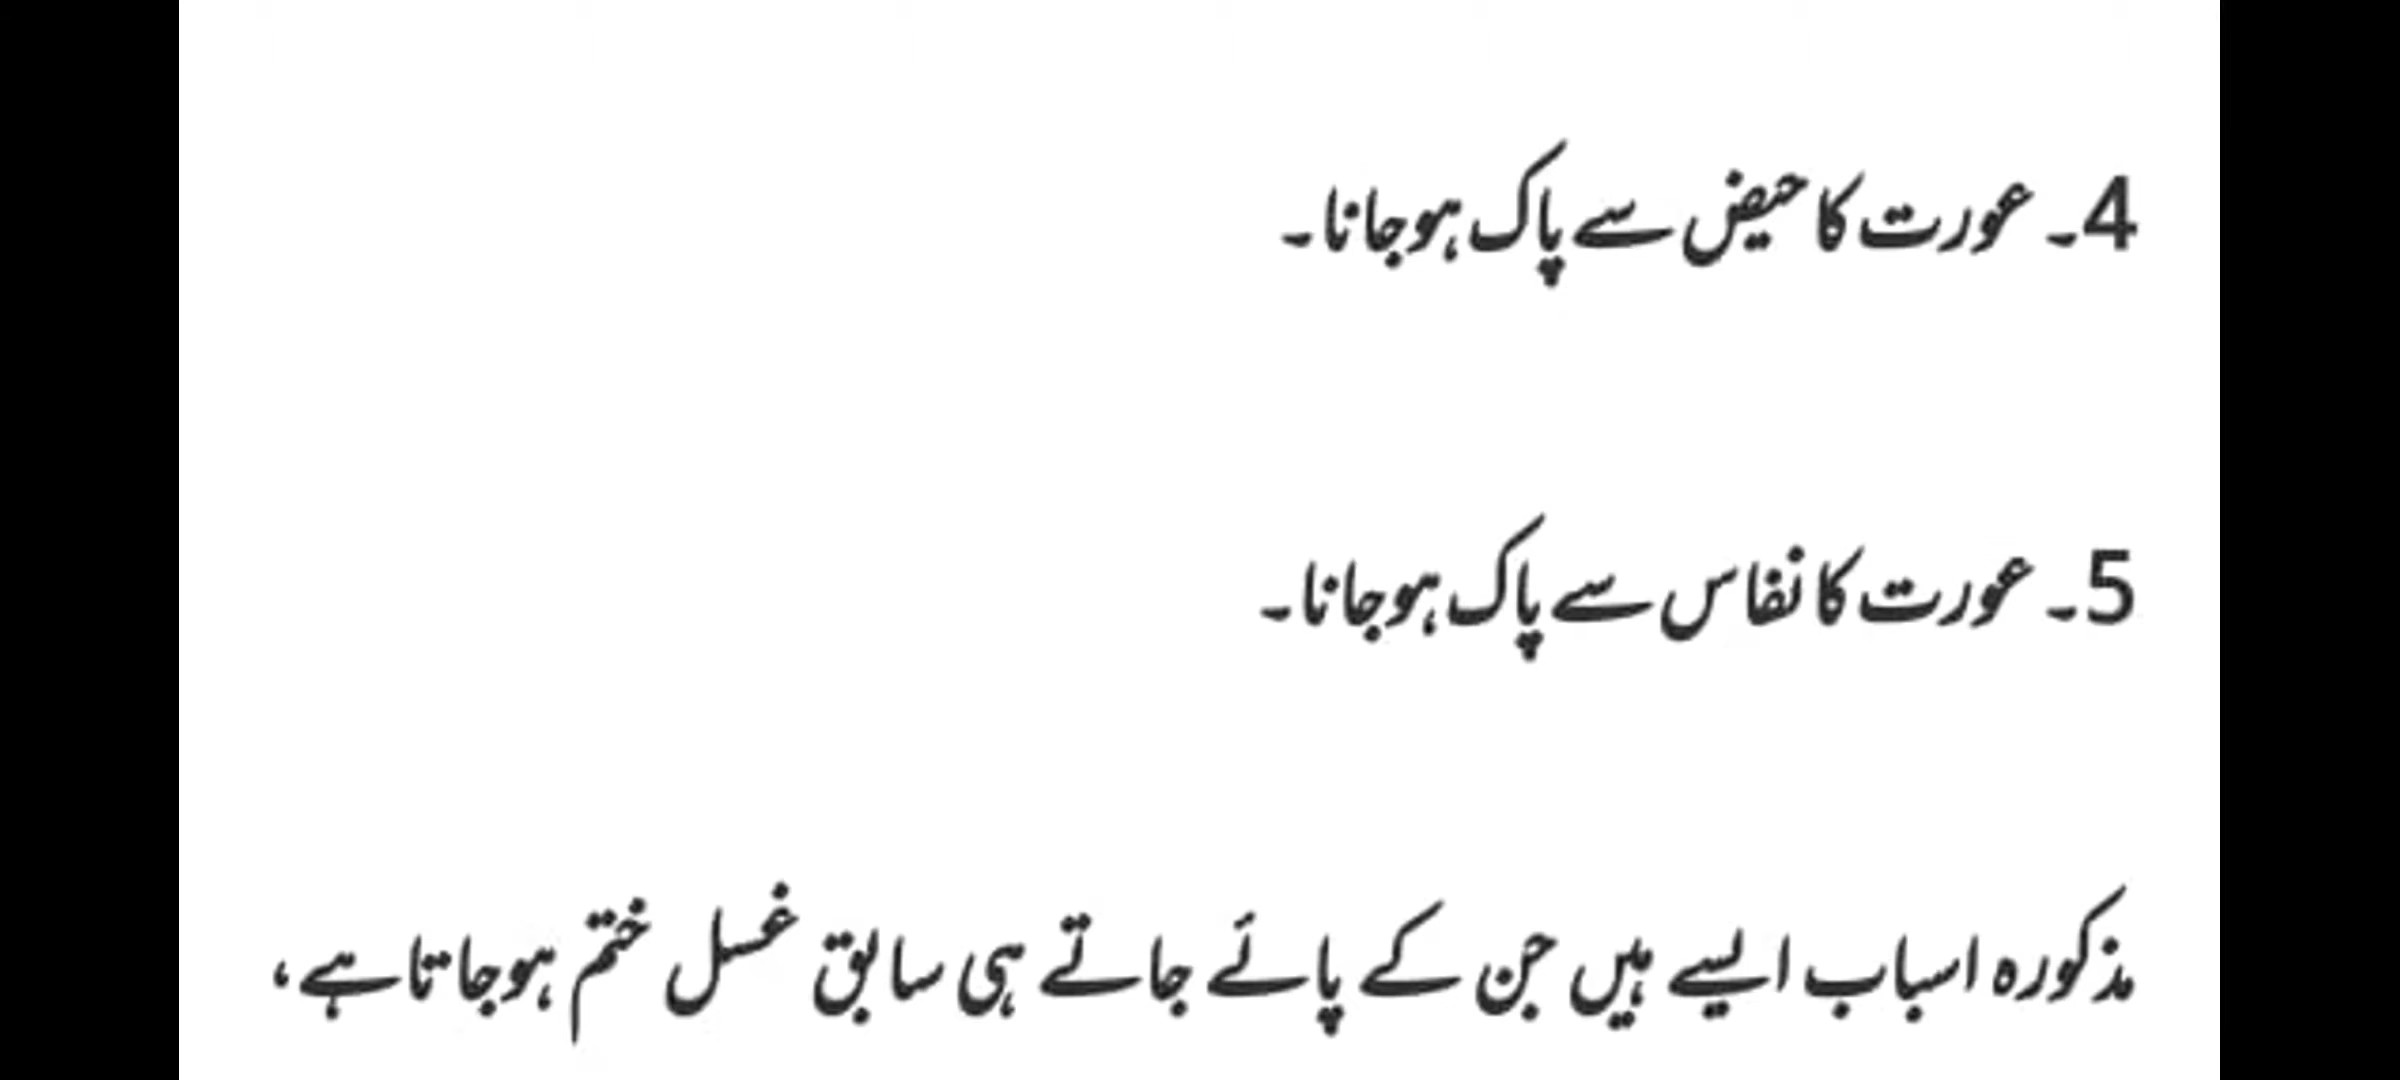 4۔ عورت کا حیض سے پاک ہوجانا۔
5۔ عورت کا نفاس سے پاک ہوجانا۔
مذکورہ اسباب ایسے ہیں جن کے پائے جاتے ہی سابق غسل ختم ہوجاتا ہے،